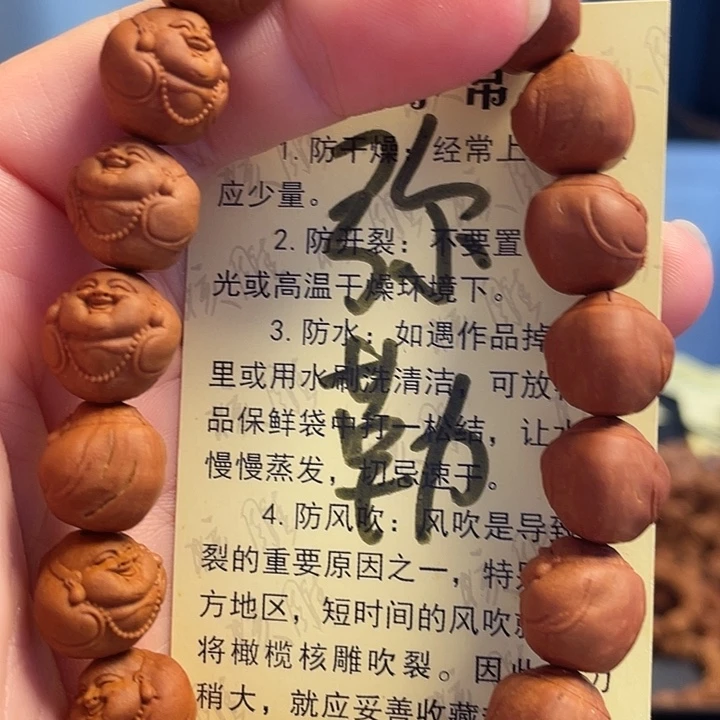 常
1. 防干燥：经常上
应少量。
2. 防开裂：不要置
光或高温干燥环境下。
3. 防水：如遇作品掉
里或用水刷洗清洁，可放
品保鲜袋中打一松结，让水
慢慢蒸发，切忌速干。
4. 防风吹：风吹是导致
裂的重要原因之一，特别
方地区，短时间的风吹就
将橄榄核雕吹裂。因此
稍大，就应妥善收藏
弥勒